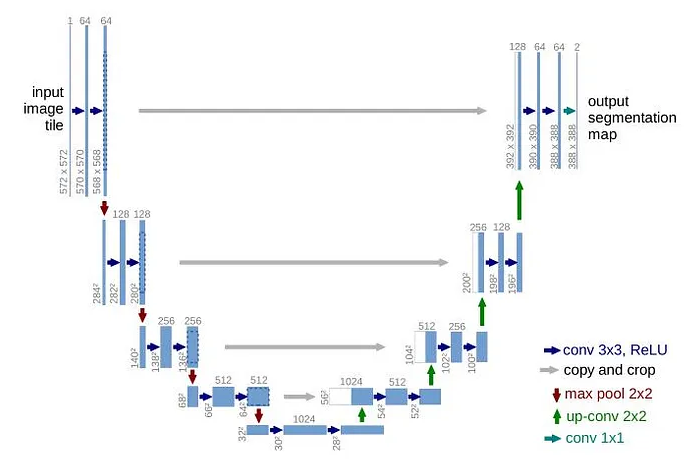 1 64 64
128 64 64 2
input
image
tile
output
segmentation
map
572 x 572
570 x 570
568 x 568
392 x 392
390 x 390
388 x 388
388 x 388
128 128
256 128
284²
282²
280²
200²
198²
196²
256 256
512 256
140²
138²
136²
104²
102²
100²
512 512
1024 512
68²
66²
64²
56²
54²
52²
1024
32²
30²
28²
conv 3x3, ReLU
copy and crop
max pool 2x2
up-conv 2x2
conv 1x1